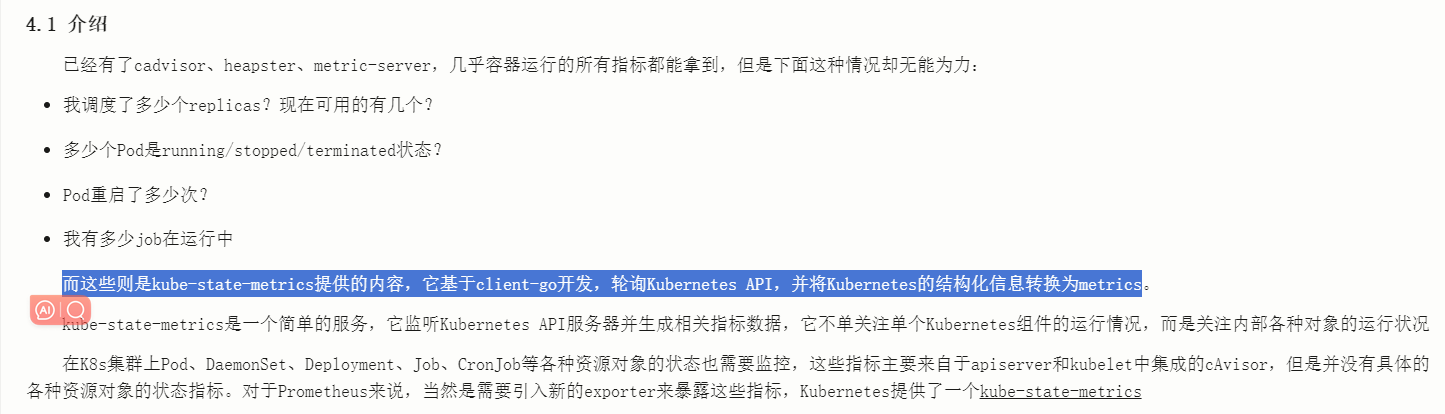 4.1 介绍
已经有了cadvisor、heapster、metric-server，几乎容器运行的所有指标都能拿到，但是下面这种情况却无能为力：
我调度了多少个replicas？现在可用的有几个？
多少个Pod是running/stopped/terminated状态？
Pod重启了多少次？
我有多少job在运行中
而这些则是kube-state-metrics提供的内容，它基于client-go开发，轮询Kubernetes API，并将Kubernetes的结构化信息转换为metrics。
AI
kube-state-metrics是一个简单的服务，它监听Kubernetes API服务器并生成相关指标数据，它不单关注单个Kubernetes组件的运行情况，而是关注内部各种对象的运行状况
在K8s集群上Pod、DaemonSet、Deployment、Job、CronJob等各种资源对象的状态也需要监控，这些指标主要来自于apiserver和kubelet中集成的cAvisor，但是并没有具体的
各种资源对象的状态指标。对于Prometheus来说，当然是需要引入新的exporter来暴露这些指标，Kubernetes提供了一个kube-state-metrics